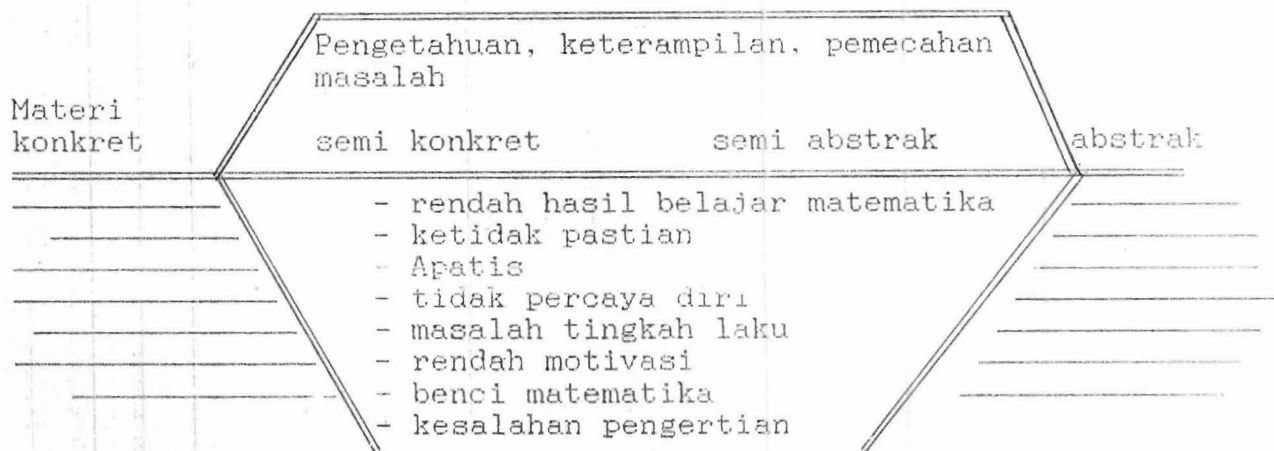 Pengetahuan, keterampilan, pemecahan
masalah
Materi
konkret semi konkret semi abstrak abstrak
- rendah hasil belajar matematika
- ketidak pastian
- Apatis
- tidak percaya diri
- masalah tingkah laku
- rendah motivasi
- benci matematika
- kesalahan pengertian